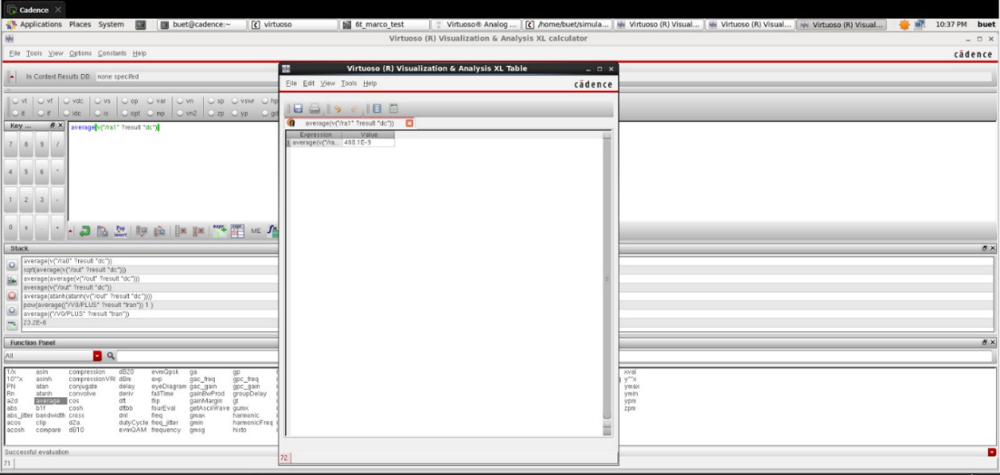 Cadence
Applications Places System buet@cadence:~ virtuoso 6t_marco_test Virtuoso® Analog ... /home/buet/simula... Virtuoso (R) Visual... Virtuoso (R) Visual... Virtuoso (R) Visual... 10:37 PM buet
Virtuoso (R) Visualization & Analysis XL calculator
File Tools View Options Constants Help cādence
In Context Results DB: none specified
vt vf vdc vs op var vn sp vswr hp
it if idc is opt mp vn2 zp yp gd
Key ...
average(v("/ra1" ?result "dc"))
7 8 9 /
4 5 6 *
1 2 3 -
0 ± . +
ME
Stack
average(v("/ra0" ?result "dc"))
sqrt(average(v("/out" ?result "dc")))
average(average(v("/out" ?result "dc")))
average(v("/out" ?result "dc"))
average(atanh(atanh(v("/out" ?result "dc"))))
pow(average(("/V0/PLUS" ?result "tran")) 1 )
average(("/V0/PLUS" ?result "tran"))
23.2E-6
Function Panel
All
1/x asin compression dB20 evmQpsk ga gp xval
10**x asinh compressionVRI dBm exp gac_freq gpc_freq y**x
PN atan conjugate delay eyeDiagram gac_gain gpc_gain ymax
Rn atanh convolve deriv fallTime gainBwProd groupDelay ymin
a2d average cos dft flip gainMargin gt ypm
abs b1f cosh dftbb fourEval getAsciiWave gumx zpm
abs_jitter bandwidth cross dnl freq gmax harmonic
acos clip d2a dutyCycle freq_jitter gmin harmonicFreq
acosh compare dB10 evmQAM frequency gmsg histo
Successful evaluation
71
Virtuoso (R) Visualization & Analysis XL Table
File Edit View Tools Help cādence
average(v("/ra1" ?result "dc"))
Expression Value
1 average(v("/ra... 468.1E-9
72